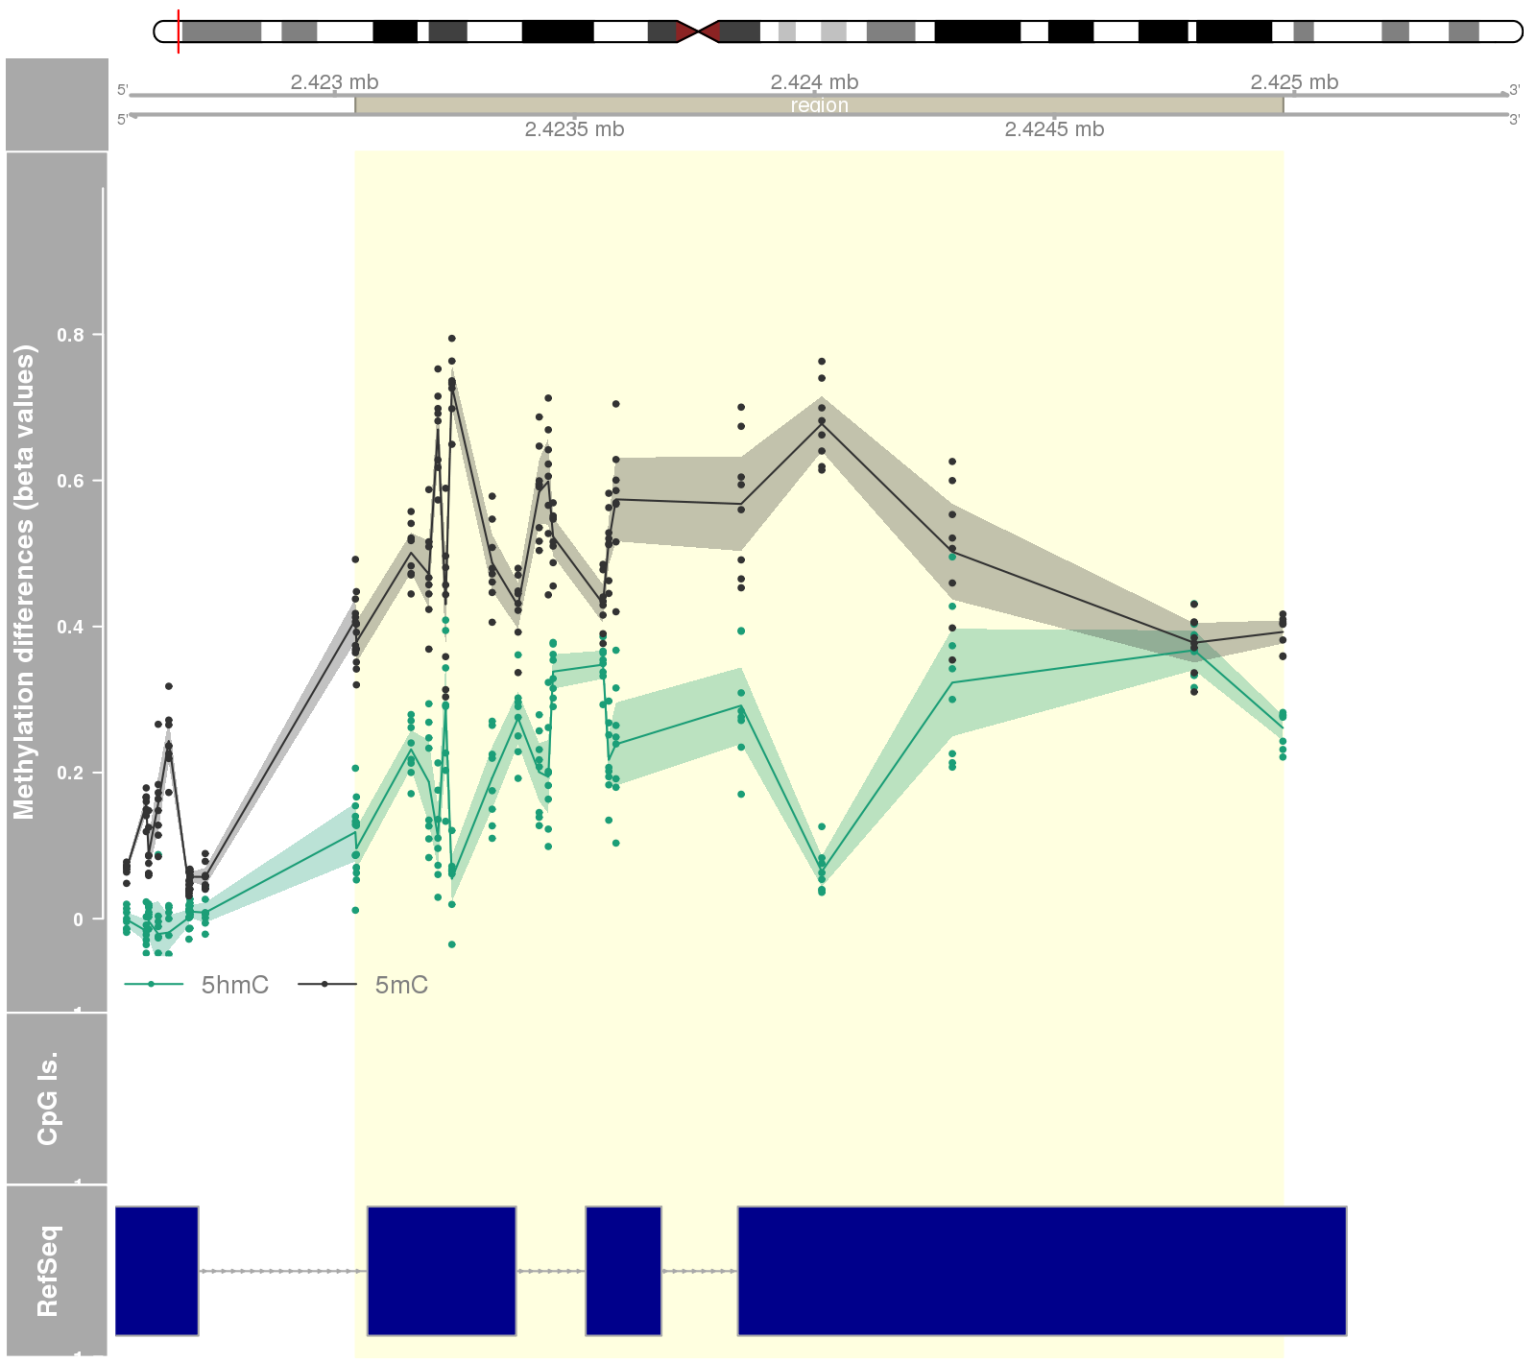 2.423 mb
2.424 mb
2.425 mb
5'
3'
region
5'
3'
2.4235 mb
2.4245 mb
Methylation differences (beta values)
0.8
0.6
0.4
0.2
0
5hmC
5mC
CpG Is.
RefSeq